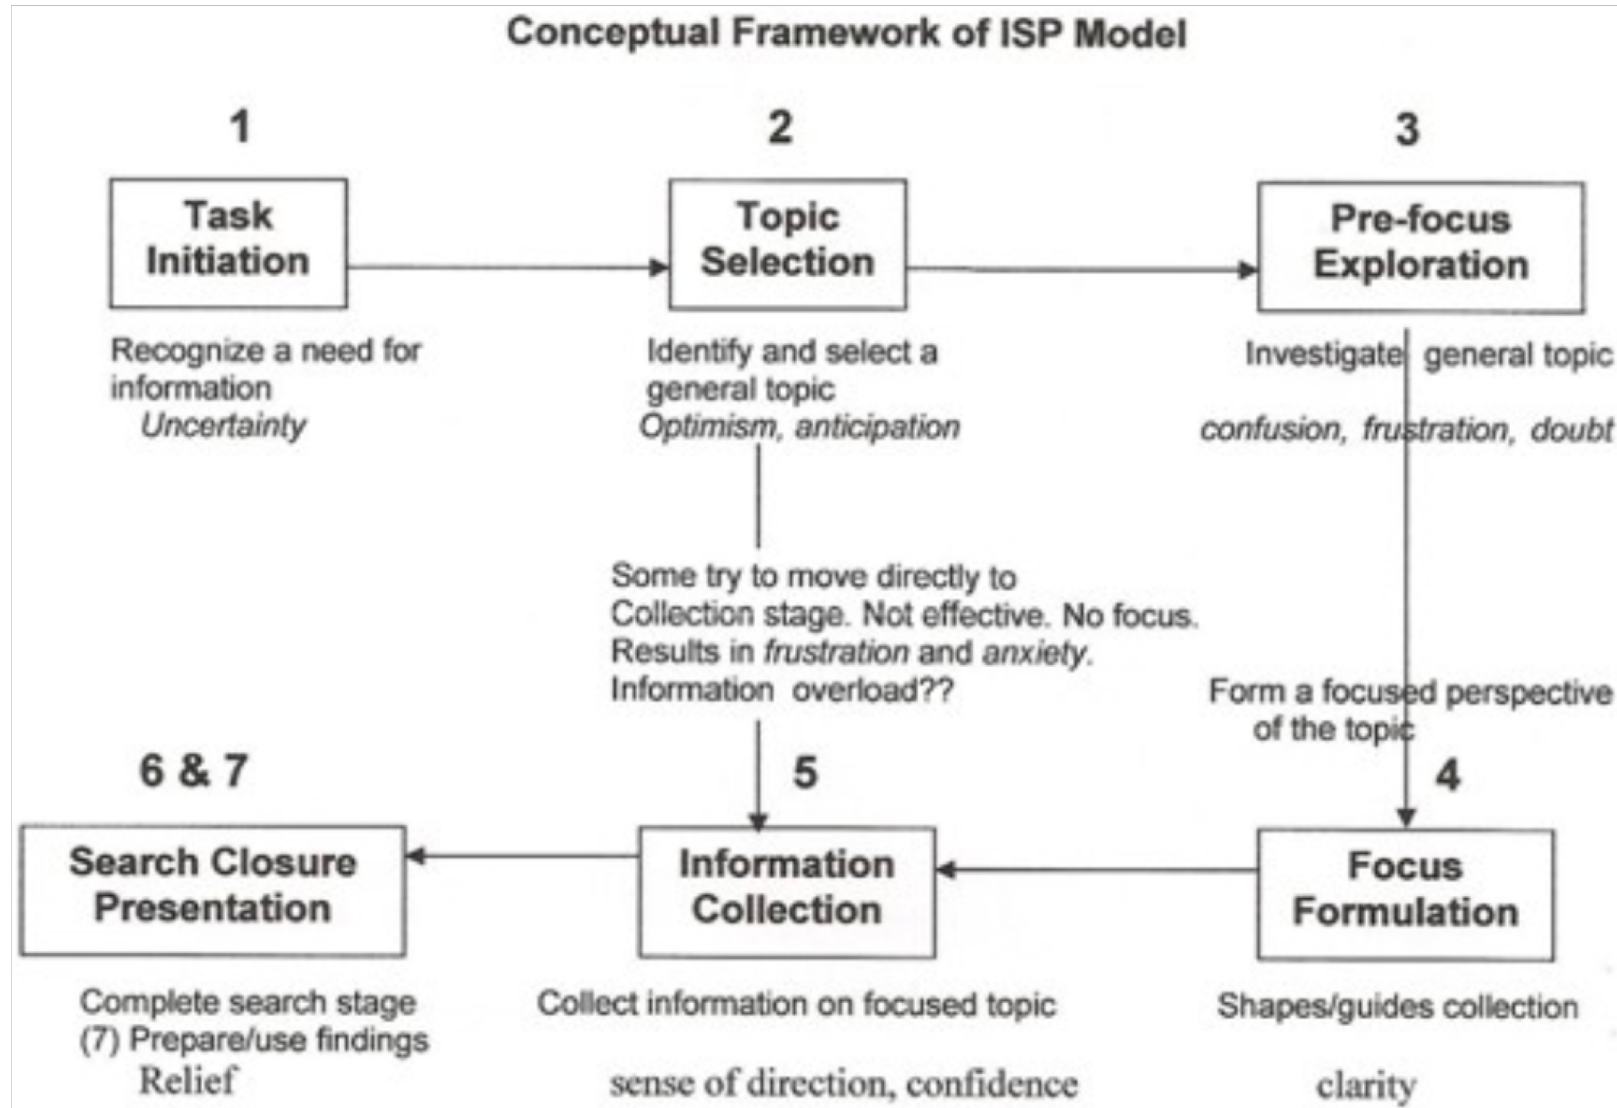 Conceptual Framework of ISP Model
1
2
3
Task
Initiation
Topic
Selection
Pre-focus
Exploration
Recognize a need for
information
Uncertainty
Identify and select a
general topic
Optimism, anticipation
Investigate general topic
confusion, frustration, doubt
Some try to move directly to
Collection stage. Not effective. No focus.
Results in frustration and anxiety.
Information overload??
Form a focused perspective
of the topic
6 & 7
5
4
Search Closure
Presentation
Information
Collection
Focus
Formulation
Complete search stage
(7) Prepare/use findings
Relief
Collect information on focused topic
sense of direction, confidence
Shapes/guides collection
clarity